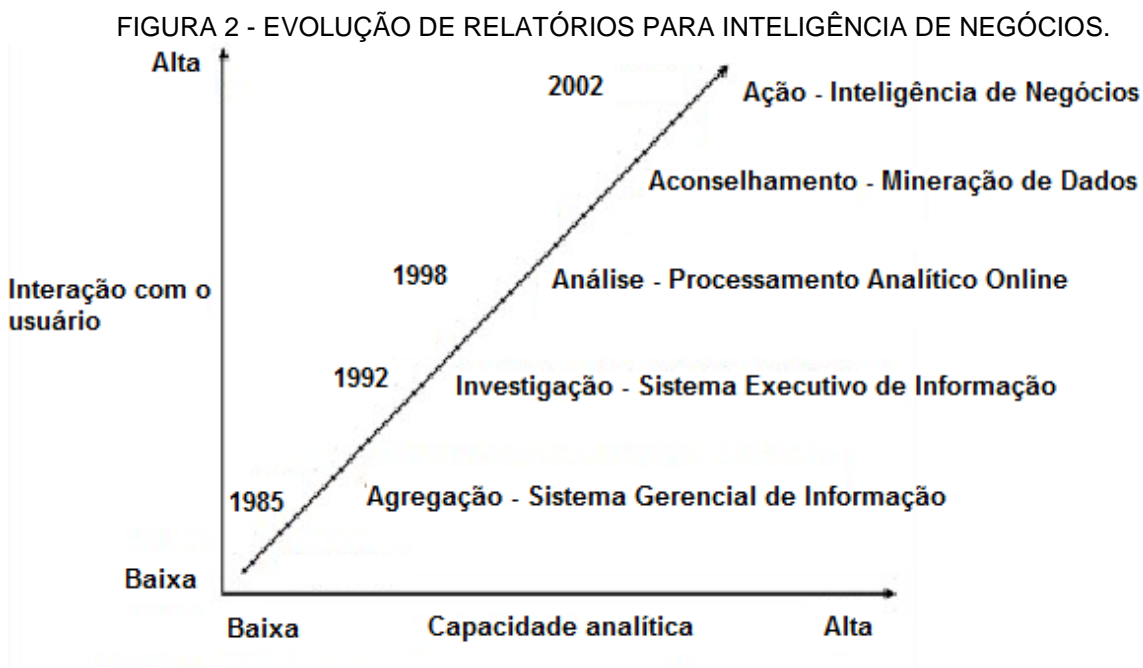 FIGURA 2 - EVOLUÇÃO DE RELATÓRIOS PARA INTELIGÊNCIA DE NEGÓCIOS.
Alta
2002
Ação - Inteligência de Negócios
Aconselhamento - Mineração de Dados
1998
Análise - Processamento Analítico Online
Interação com o
usuário
1992
Investigação - Sistema Executivo de Informação
1985
Agregação - Sistema Gerencial de Informação
Baixa
Baixa
Capacidade analítica
Alta